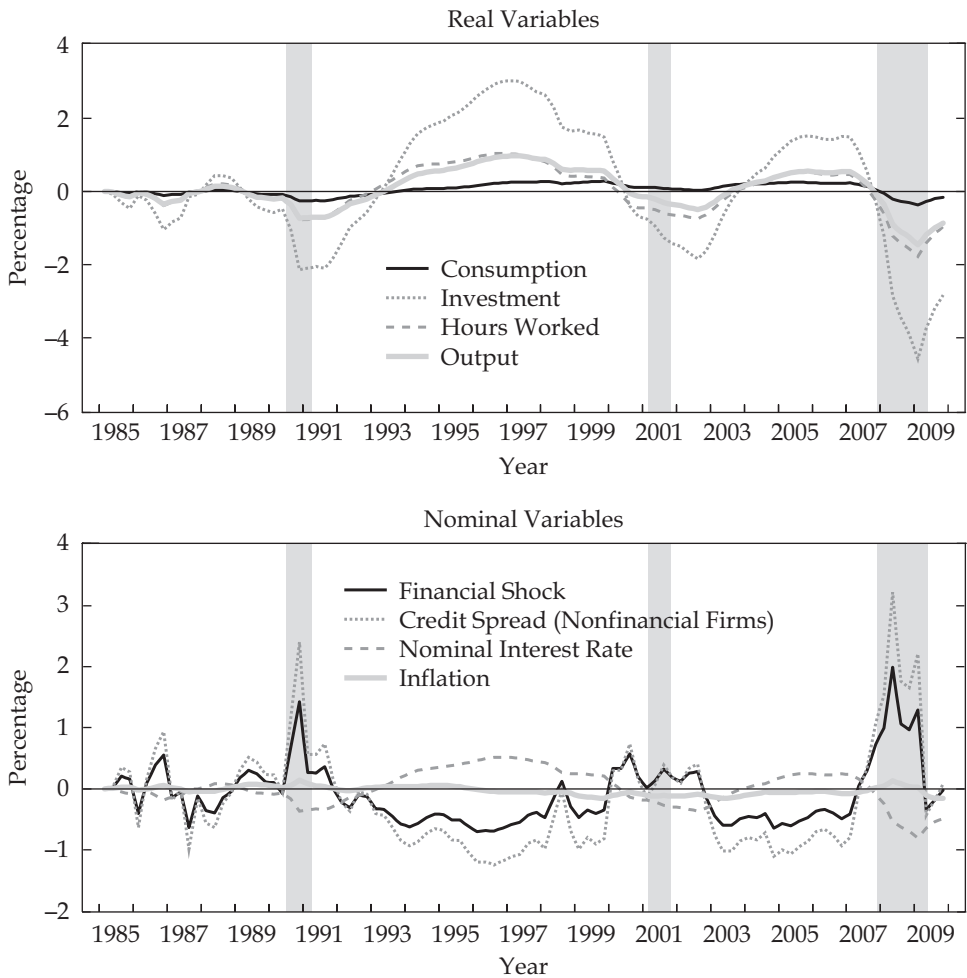 Real Variables
4
2
0
–2
–4
–6
Percentage
Consumption
Investment
Hours Worked
Output
1985 1987 1989 1991 1993 1995 1997 1999 2001 2003 2005 2007 2009
Year
Nominal Variables
4
3
2
1
0
–1
–2
Percentage
Financial Shock
Credit Spread (Nonfinancial Firms)
Nominal Interest Rate
Inflation
1985 1987 1989 1991 1993 1995 1997 1999 2001 2003 2005 2007 2009
Year